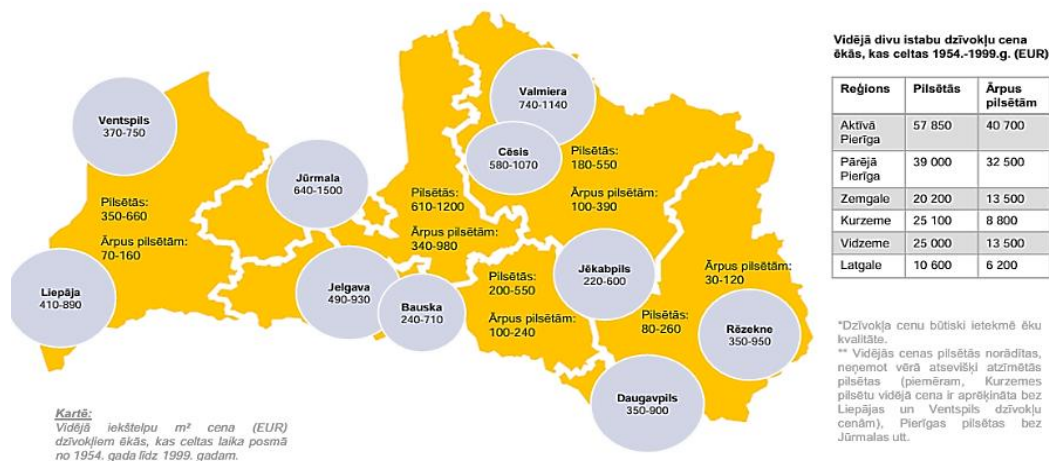 Ventspils
370-750
Pilsētās:
350-660
Ārpus pilsētām:
70-160
Liepāja
410-890
Jūrmala
640-1500
Jelgava
490-930
Bauska
240-710
Pilsētās:
610-1200
Ārpus pilsētām:
340-980
Valmiera
740-1140
Cēsis
580-1070
Pilsētās:
180-550
Ārpus pilsētām:
100-390
Pilsētās:
200-550
Ārpus pilsētām:
100-240
Jēkabpils
220-600
Ārpus pilsētām:
30-120
Pilsētās:
80-260
Rēzekne
350-950
Daugavpils
350-900
Kartē:
Vidējā iekštelpu m² cena (EUR)
dzīvokļiem ēkās, kas celtas laika posmā
no 1954. gada līdz 1999. gadam.
Vidējā divu istabu dzīvokļu cena
ēkās, kas celtas 1954.-1999.g. (EUR)
Reģions Pilsētās Ārpus
pilsētām
Aktīvā
Pierīga 57 850 40 700
Pārējā
Pierīga 39 000 32 500
Zemgale 20 200 13 500
Kurzeme 25 100 8 800
Vidzeme 25 000 13 500
Latgale 10 600 6 200
*Dzīvokļa cenu būtiski ietekmē ēku
kvalitāte.
** Vidējās cenas pilsētās norādītas,
neņemot vērā atsevišķi atzīmētās
pilsētas (piemēram, Kurzemes
pilsētu vidējā cena ir aprēķināta bez
Liepājas un Ventspils dzīvokļu
cenām), Pierīgas pilsētas bez
Jūrmalas utt.